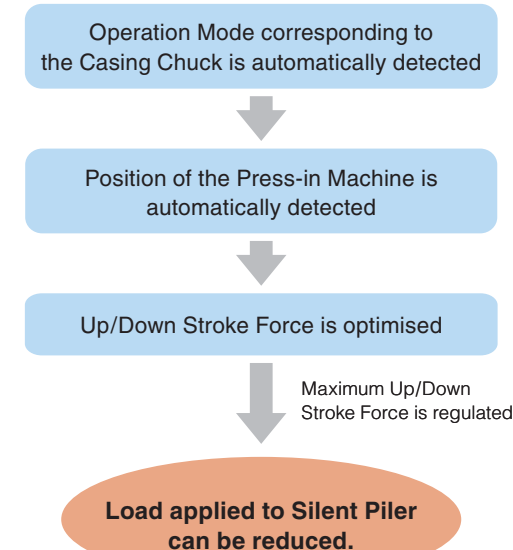 Operation Mode corresponding to
the Casing Chuck is automatically detected
Position of the Press-in Machine is
automatically detected
Up/Down Stroke Force is optimised
Maximum Up/Down
Stroke Force is regulated
Load applied to Silent Piler
can be reduced.